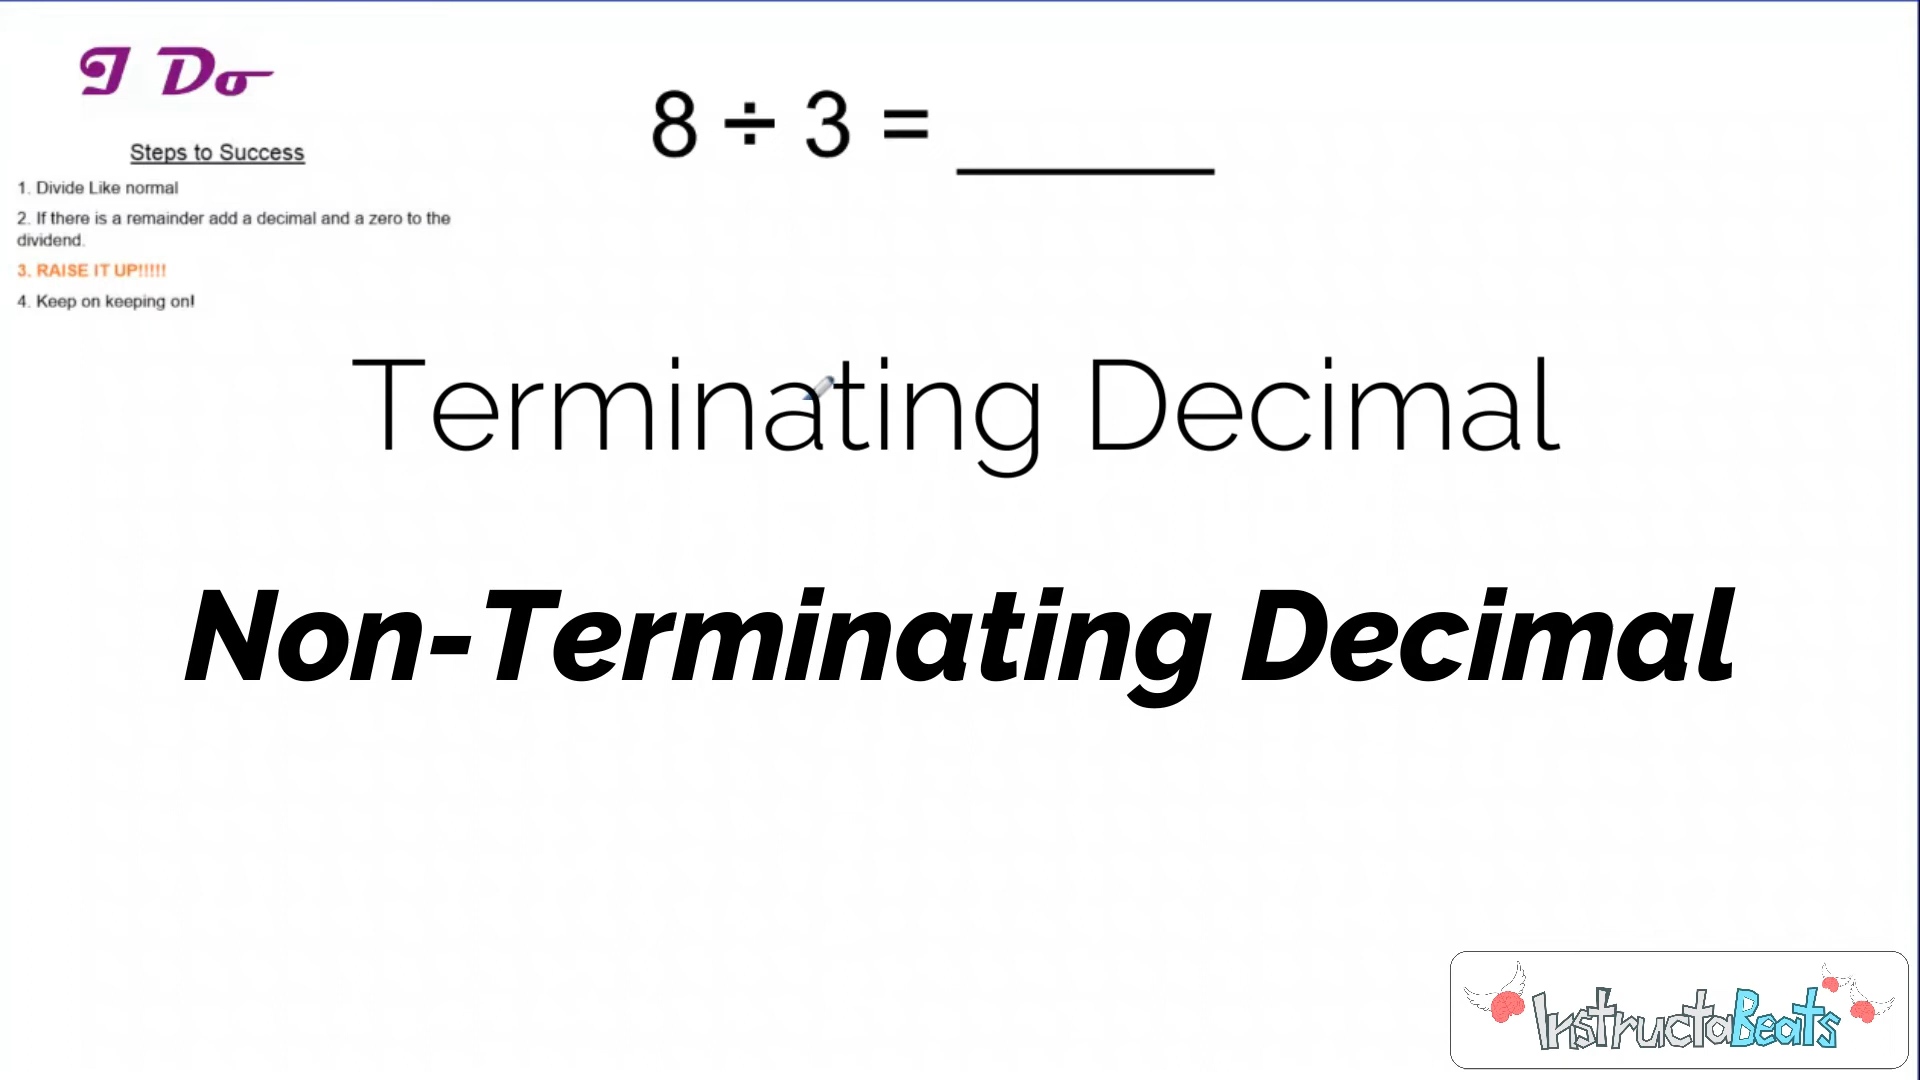 I Do
8 ÷ 3 = ______
Steps to Success
1. Divide Like normal
2. If there is a remainder add a decimal and a zero to the
dividend.
3. RAISE IT UP!!!!!
4. Keep on keeping on!
Terminating Decimal
Non-Terminating Decimal
InstructaBeats